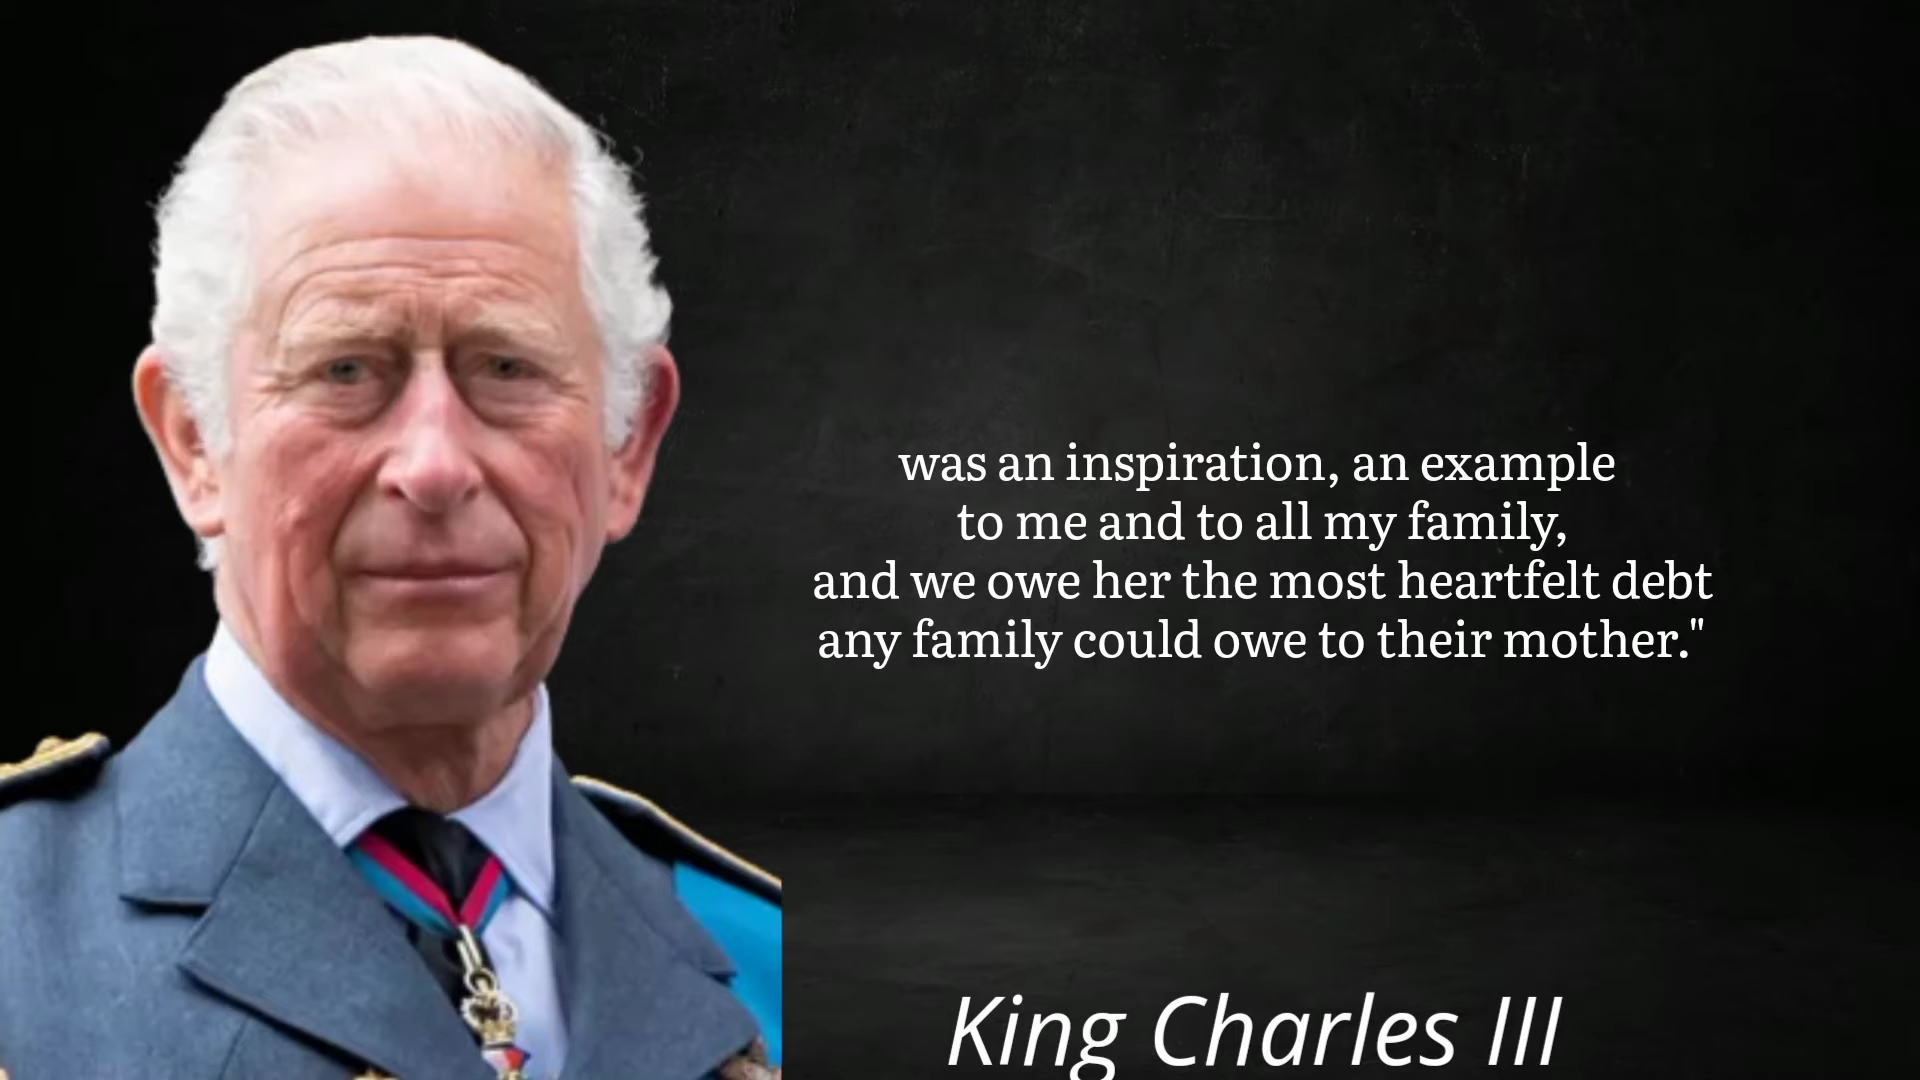 was an inspiration, an example
to me and to all my family,
and we owe her the most heartfelt debt
any family could owe to their mother."
King Charles III